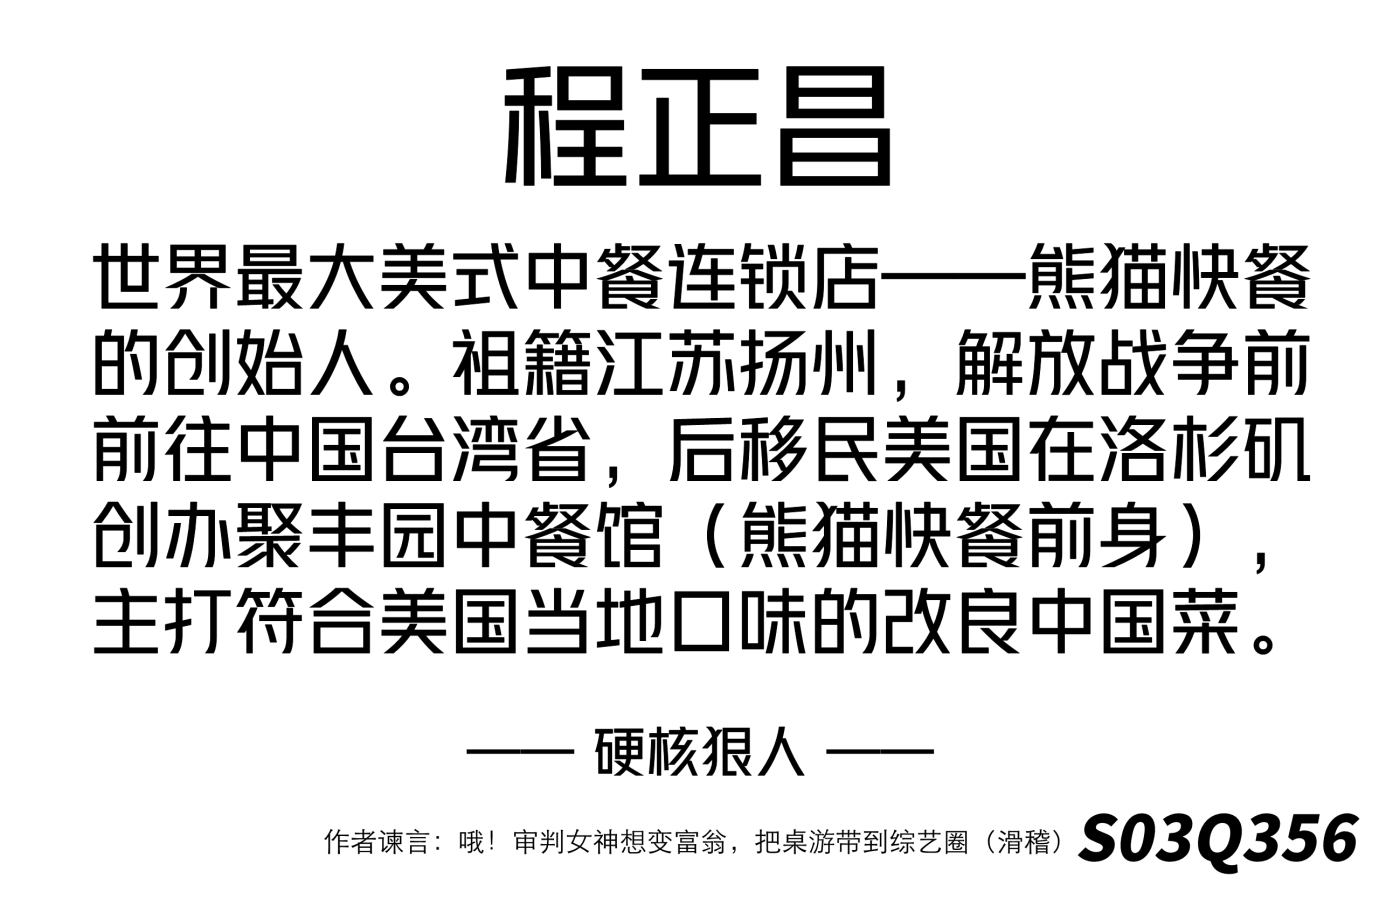 程正昌
世界最大美式中餐连锁店——熊猫快餐
的创始人。祖籍江苏扬州，解放战争前
前往中国台湾省，后移民美国在洛杉矶
创办聚丰园中餐馆（熊猫快餐前身），
主打符合美国当地口味的改良中国菜。
—— 硬核狠人 ——
作者谏言：哦！审判女神想变富翁，把桌游带到综艺圈（滑稽）
S03Q356